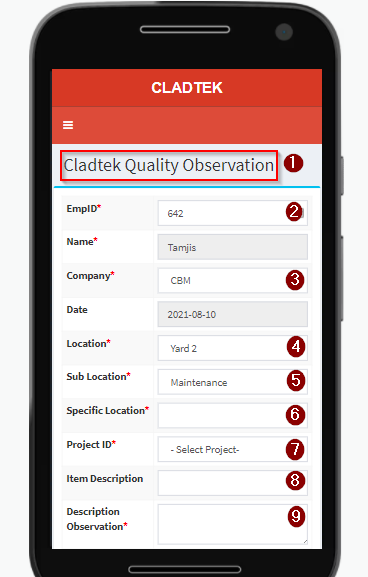 CLADTEK
Cladtek Quality Observation 1
EmpID* 642 2
Name* Tamjis
Company* CBM 3
Date 2021-08-10
Location* Yard 2 4
Sub Location* Maintenance 5
Specific Location* 6
Project ID* - Select Project- 7
Item Description 8
Description 9
Observation*